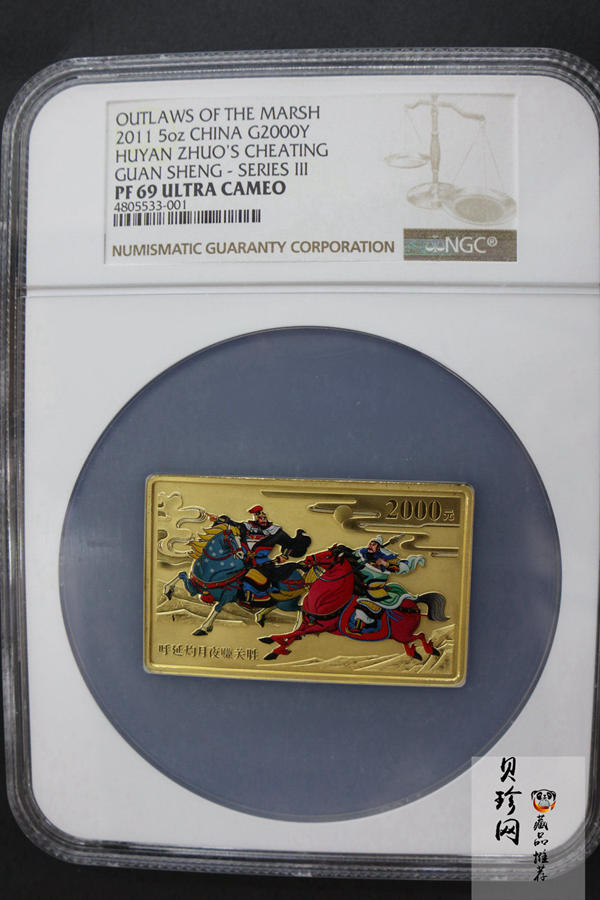 OUTLAWS OF THE MARSH
2011 5oz CHINA G2000Y
HUYAN ZHUO'S CHEATING
GUAN SHENG - SERIES III
PF 69 ULTRA CAMEO
4805533-001
NUMISMATIC GUARANTY CORPORATION
NGC®
2000元
呼延灼月夜赚关胜
贝珍网
藏品推荐